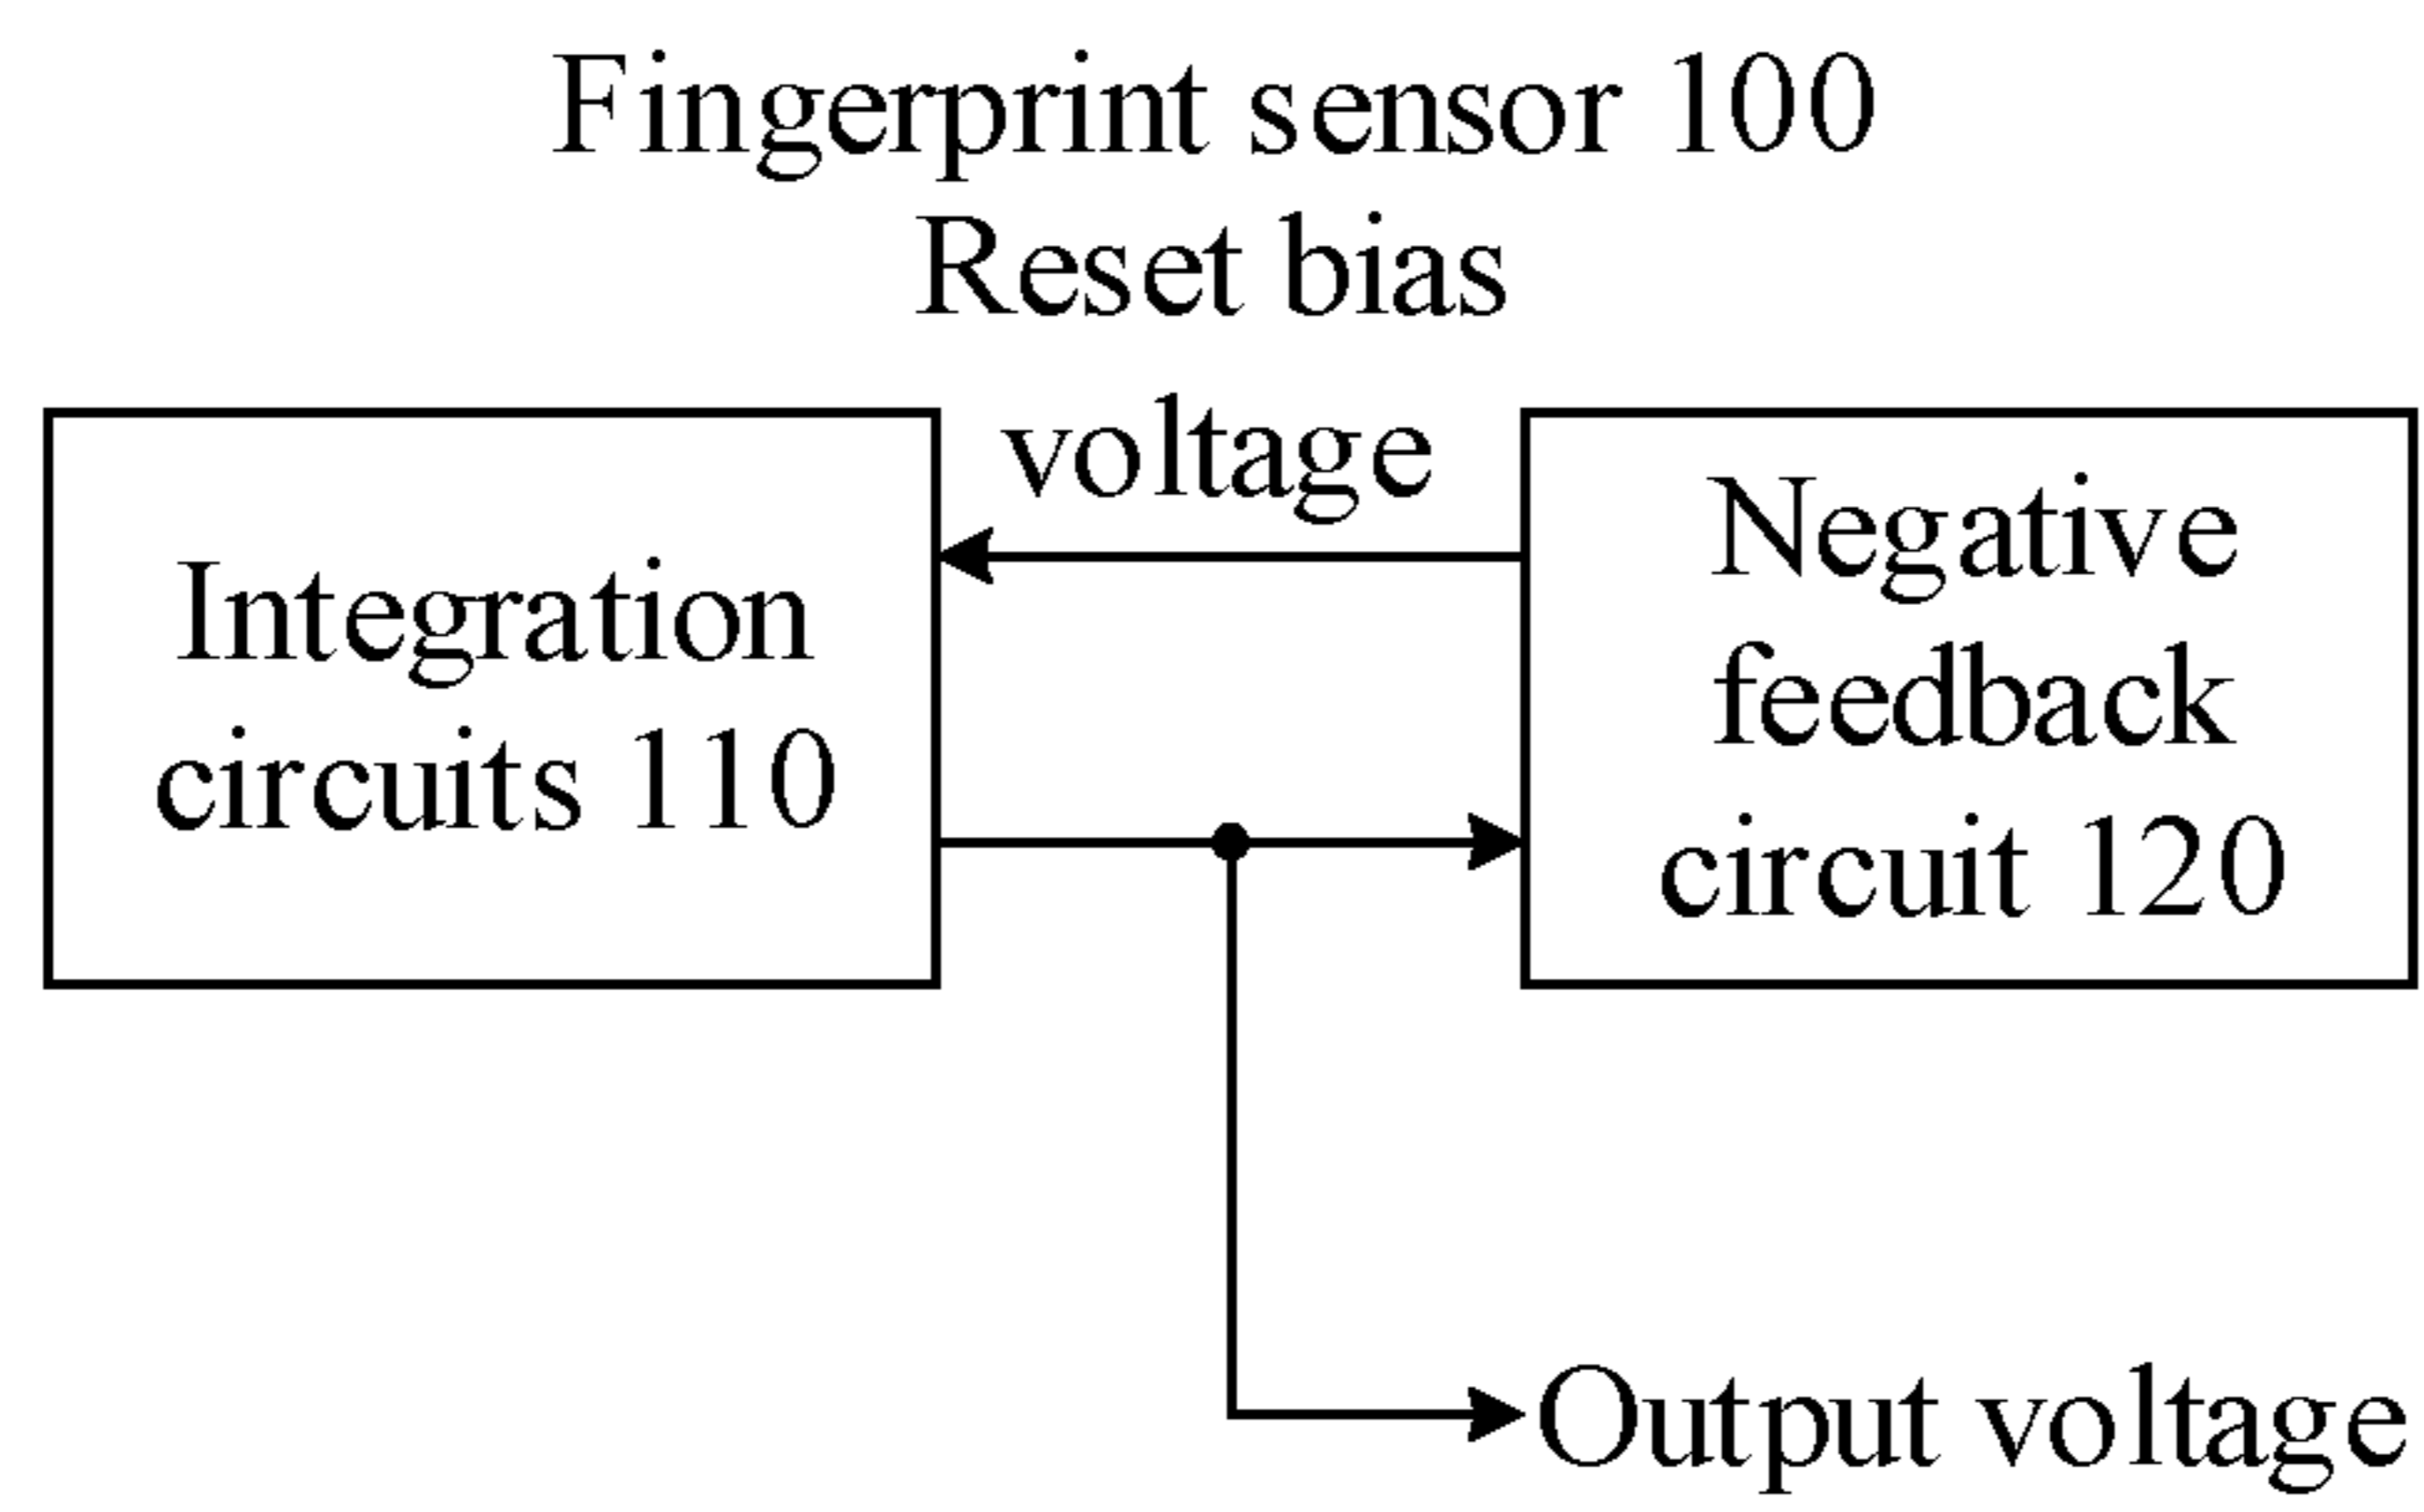 Fingerprint sensor 100
Reset bias
voltage
Integration
circuits 110
Negative
feedback
circuit 120
Output voltage